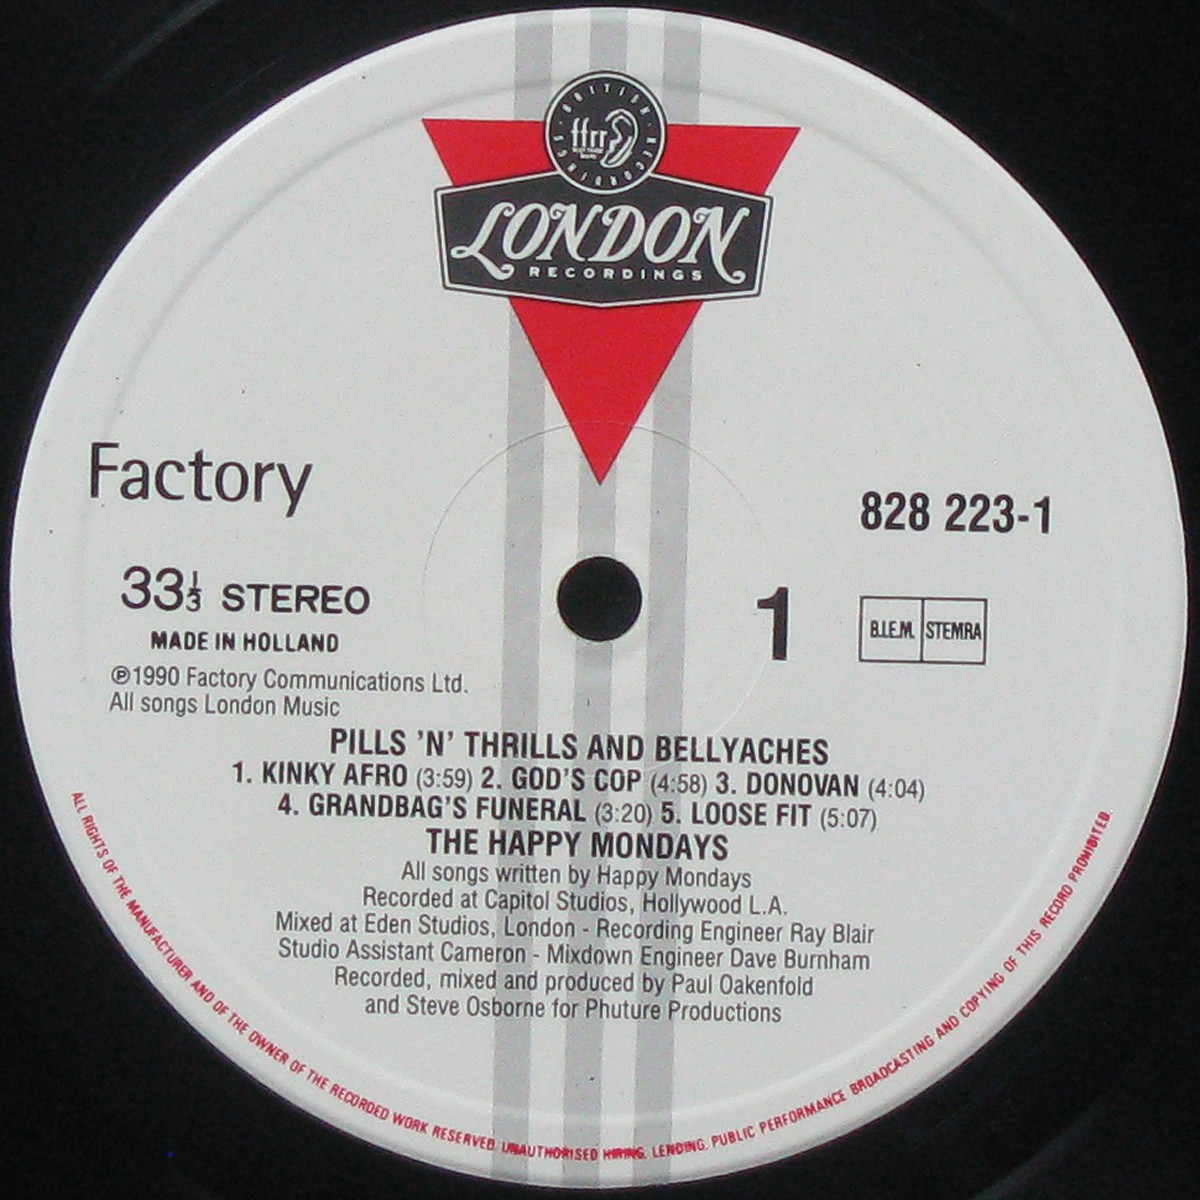 BRITISH RECORDINGS
ffrr
LONDON
RECORDINGS
Factory
828 223-1
33⅓ STEREO
MADE IN HOLLAND
1
B.I.E.M. STEMRA
℗1990 Factory Communications Ltd.
All songs London Music
PILLS 'N' THRILLS AND BELLYACHES
1. KINKY AFRO (3:59) 2. GOD'S COP (4:58) 3. DONOVAN (4:04)
4. GRANDBAG'S FUNERAL (3:20) 5. LOOSE FIT (5:07)
THE HAPPY MONDAYS
All songs written by Happy Mondays
Recorded at Capitol Studios, Hollywood L.A.
Mixed at Eden Studios, London - Recording Engineer Ray Blair
Studio Assistant Cameron - Mixdown Engineer Dave Burnham
Recorded, mixed and produced by Paul Oakenfold
and Steve Osborne for Phuture Productions
ALL RIGHTS OF THE MANUFACTURER AND OF THE OWNER OF THE RECORDED WORK RESERVED. UNAUTHORISED HIRING, LENDING, PUBLIC PERFORMANCE BROADCASTING AND COPYING OF THIS RECORD PROHIBITED.